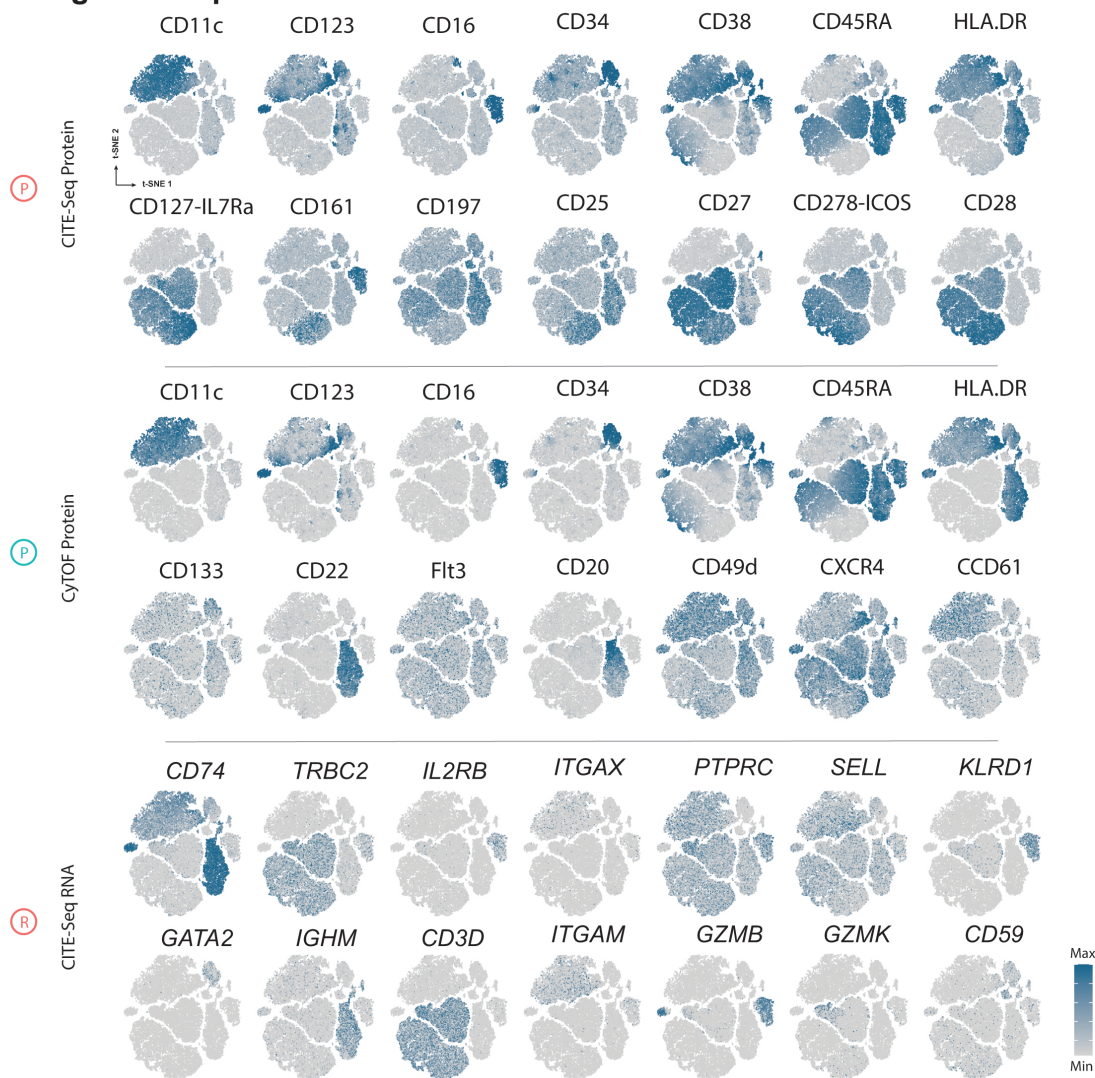 CD11c CD123 CD16 CD34 CD38 CD45RA HLA.DR
t-SNE 2
t-SNE 1
P
CITE-Seq Protein
CD127-IL7Ra CD161 CD197 CD25 CD27 CD278-ICOS CD28
CD11c CD123 CD16 CD34 CD38 CD45RA HLA.DR
P
CyTOF Protein
CD133 CD22 Flt3 CD20 CD49d CXCR4 CCD61
CD74 TRBC2 IL2RB ITGAX PTPRC SELL KLRD1
R
CITE-Seq RNA
GATA2 IGHM CD3D ITGAM GZMB GZMK CD59
Max
Min